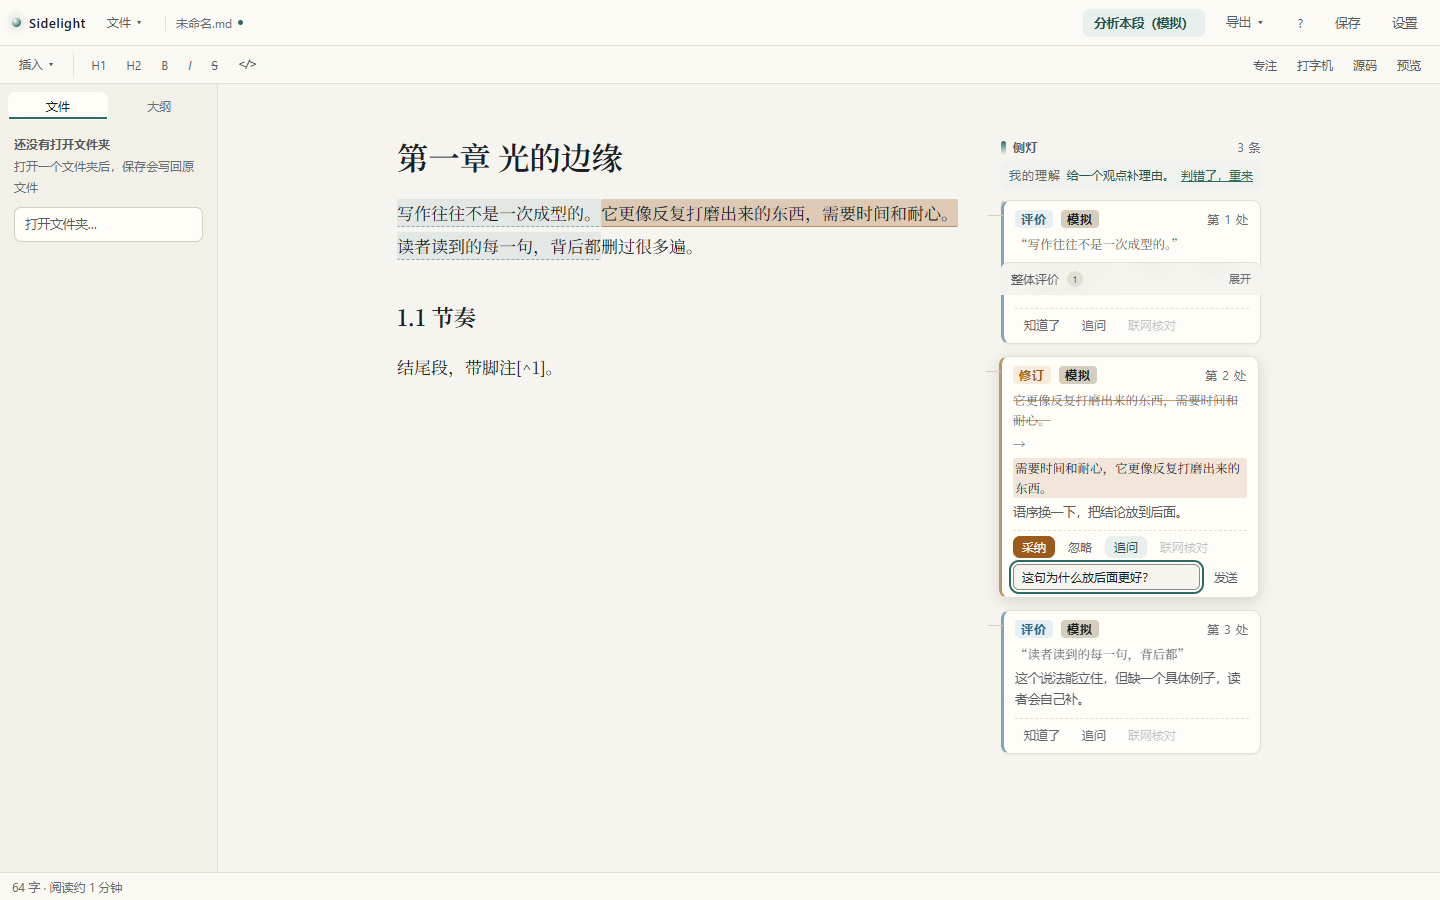 Sidelight 文件 未命名.md 分析本段（模拟） 导出 ? 保存 设置
插入 H1 H2 B I S </> 专注 打字机 源码 预览
文件 大纲
还没有打开文件夹
打开一个文件夹后，保存会写回原
文件
打开文件夹...
第一章 光的边缘
写作往往不是一次成型的。它更像反复打磨出来的东西，需要时间和耐心。
读者读到的每一句，背后都删过很多遍。
1.1 节奏
结尾段，带脚注[^1]。
侧灯 3 条
我的理解 给一个观点补理由。 判错了，重来
评价 模拟 第 1 处
“写作往往不是一次成型的。”
整体评价 1 展开
知道了 追问 联网核对
修订 模拟 第 2 处
它更像反复打磨出来的东西，需要时间和
耐心。
→
需要时间和耐心，它更像反复打磨出来的
东西。
语序换一下，把结论放到后面。
采纳 忽略 追问 联网核对
这句为什么放后面更好？ 发送
评价 模拟 第 3 处
“读者读到的每一句，背后都”
这个说法能立住，但缺一个具体例子，读
者会自己补。
知道了 追问 联网核对
64 字 · 阅读约 1 分钟